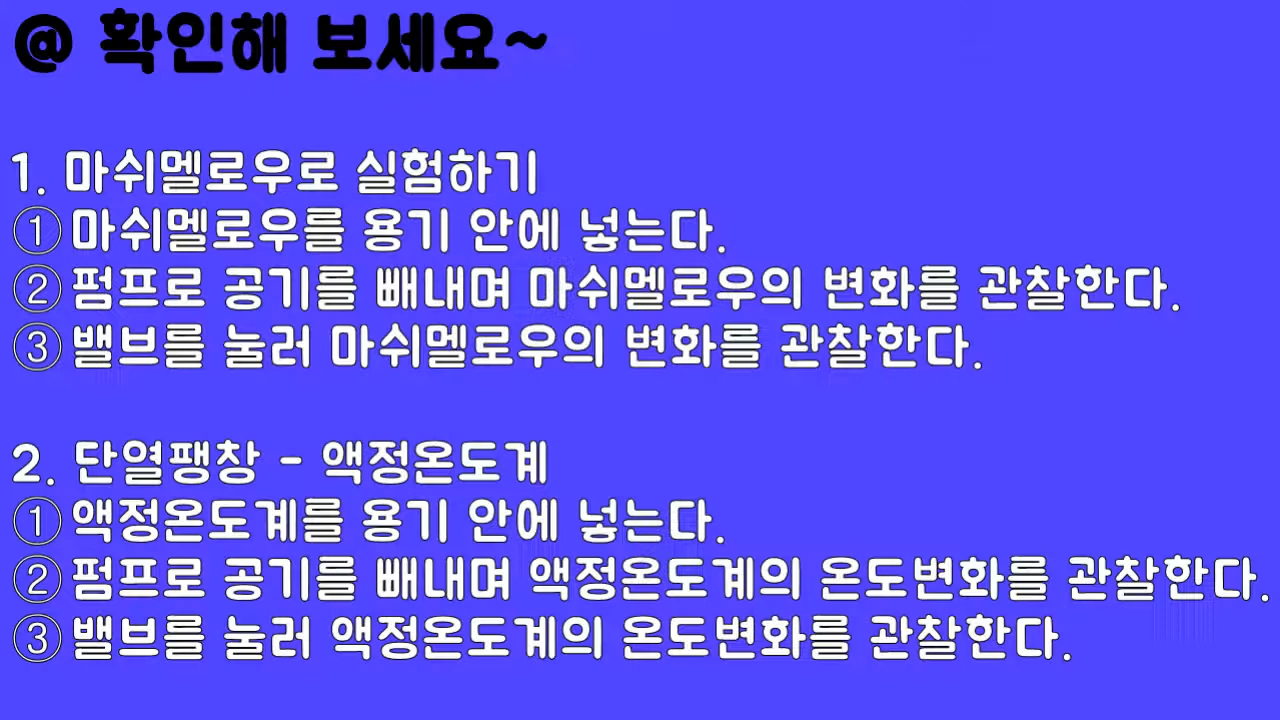 @ 확인해 보세요~
1. 마쉬멜로우로 실험하기
① 마쉬멜로우를 용기 안에 넣는다.
② 펌프로 공기를 빼내며 마쉬멜로우의 변화를 관찰한다.
③ 밸브를 눌러 마쉬멜로우의 변화를 관찰한다.
2. 단열팽창 - 액정온도계
① 액정온도계를 용기 안에 넣는다.
② 펌프로 공기를 빼내며 액정온도계의 온도변화를 관찰한다.
③ 밸브를 눌러 액정온도계의 온도변화를 관찰한다.